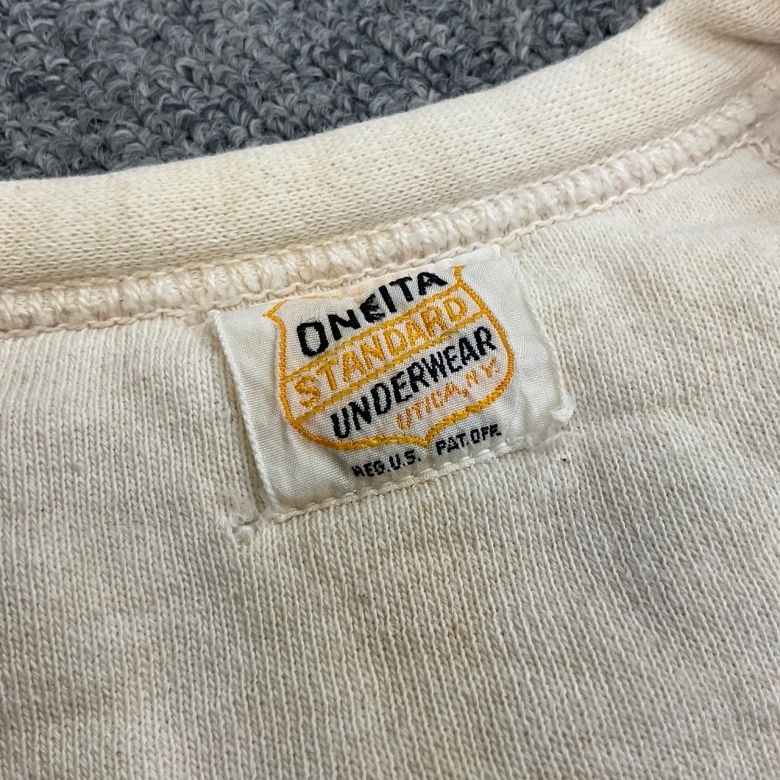 ONEITA
STANDARD
UNDERWEAR
UTICA, N.Y.
REG. U.S. PAT. OFF.